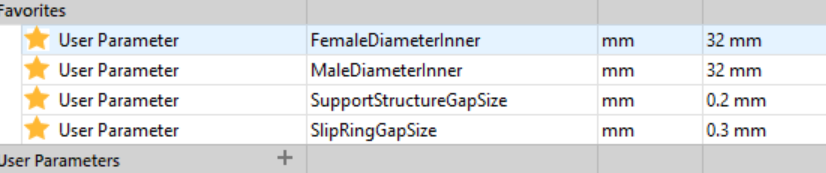 Favorites
User Parameter FemaleDiameterInner mm 32 mm
User Parameter MaleDiameterInner mm 32 mm
User Parameter SupportStructureGapSize mm 0.2 mm
User Parameter SlipRingGapSize mm 0.3 mm
User Parameters +